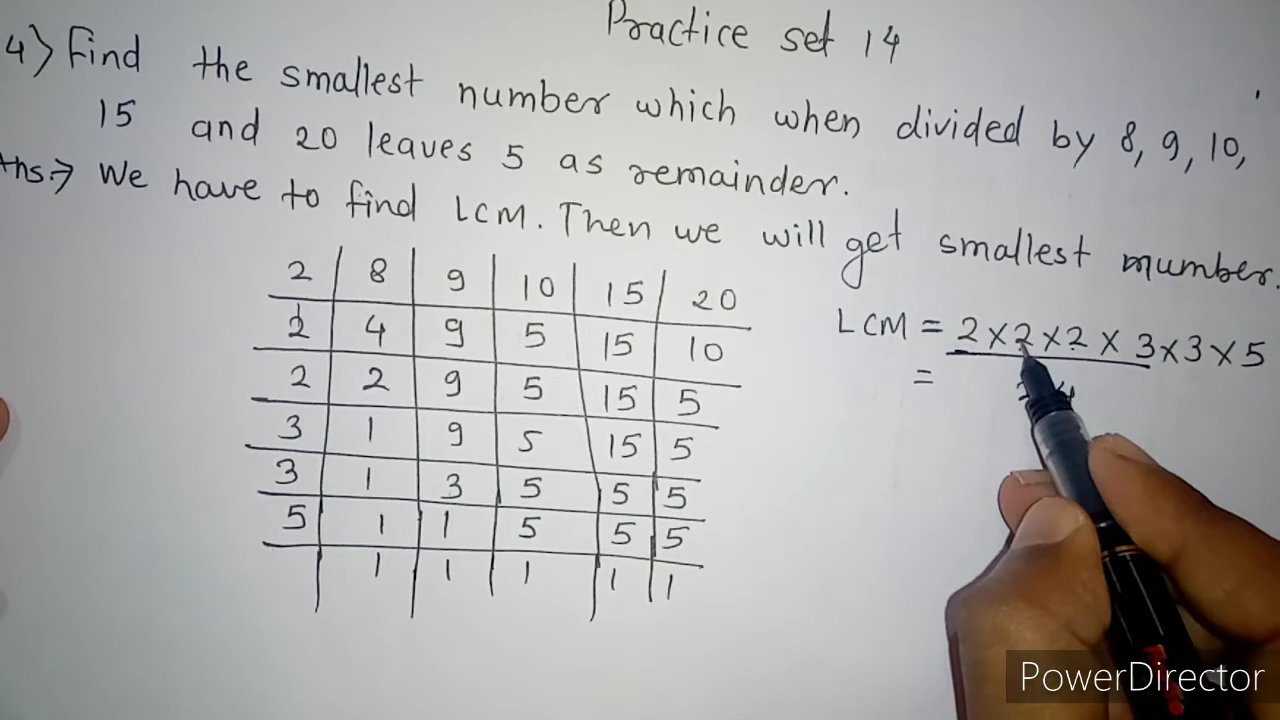 Practice set 14
4) Find the smallest number which when divided by 8, 9, 10,
15 and 20 leaves 5 as remainder.
Ans:→ We have to find LCM. Then we will get smallest number.
2 8 9 10 15 20
2 4 9 5 15 10
2 2 9 5 15 5
3 1 9 5 15 5
3 1 3 5 5 5
5 1 1 5 5 5
1 1 1 1 1
LCM = 2×2×2×3×3×5
=
PowerDirector